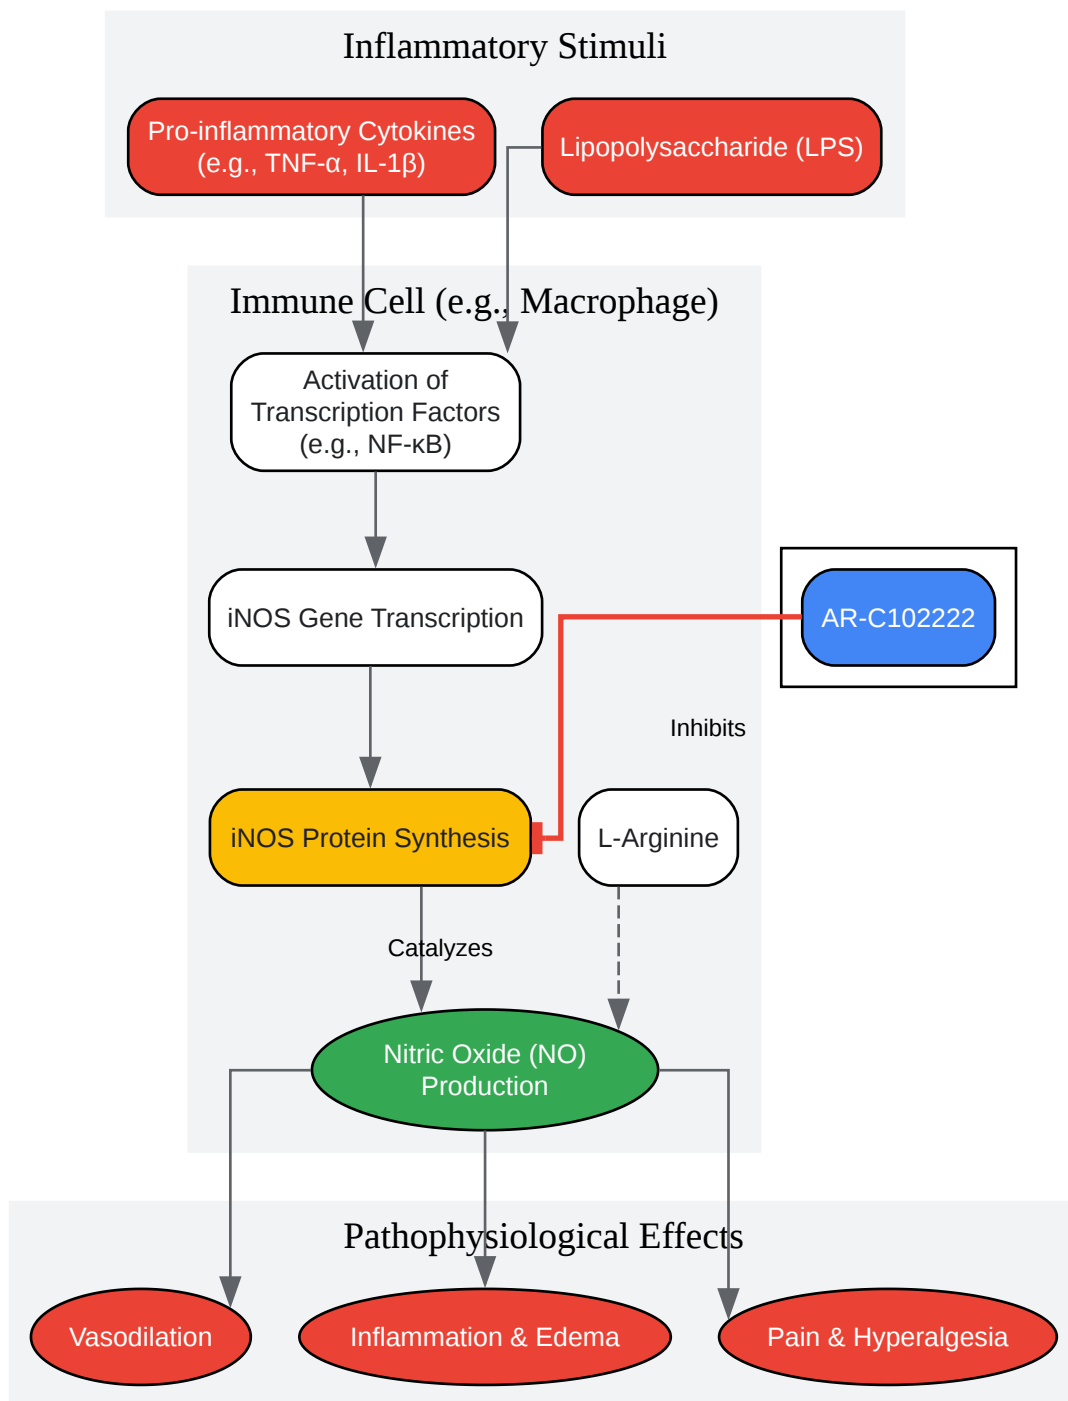 Inflammatory Stimuli
Pro-inflammatory Cytokines
(e.g., TNF-α, IL-1β)
Lipopolysaccharide (LPS)
Immune Cell (e.g., Macrophage)
Activation of
Transcription Factors
(e.g., NF-κB)
iNOS Gene Transcription
AR-C102222
Inhibits
iNOS Protein Synthesis
L-Arginine
Catalyzes
Nitric Oxide (NO)
Production
Pathophysiological Effects
Vasodilation
Inflammation & Edema
Pain & Hyperalgesia